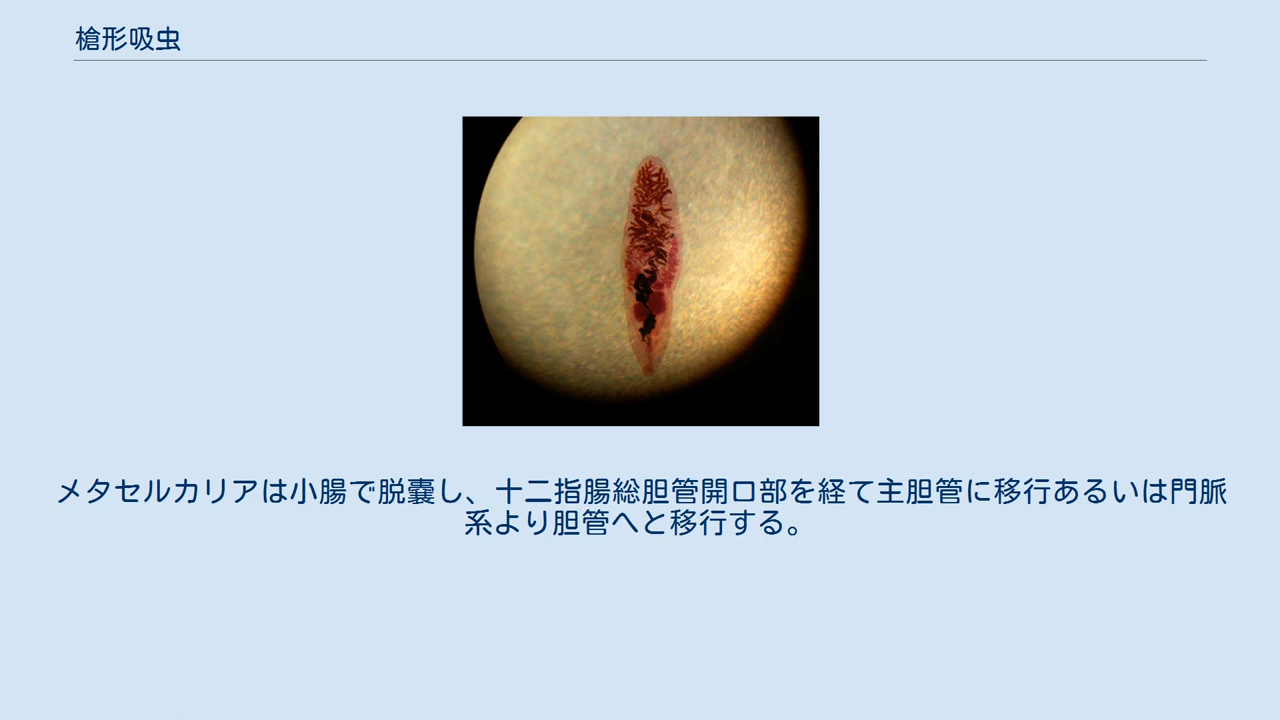 槍形吸虫
メタセルカリアは小腸で脱嚢し、十二指腸総胆管開口部を経て主胆管に移行あるいは門脈
系より胆管へと移行する。